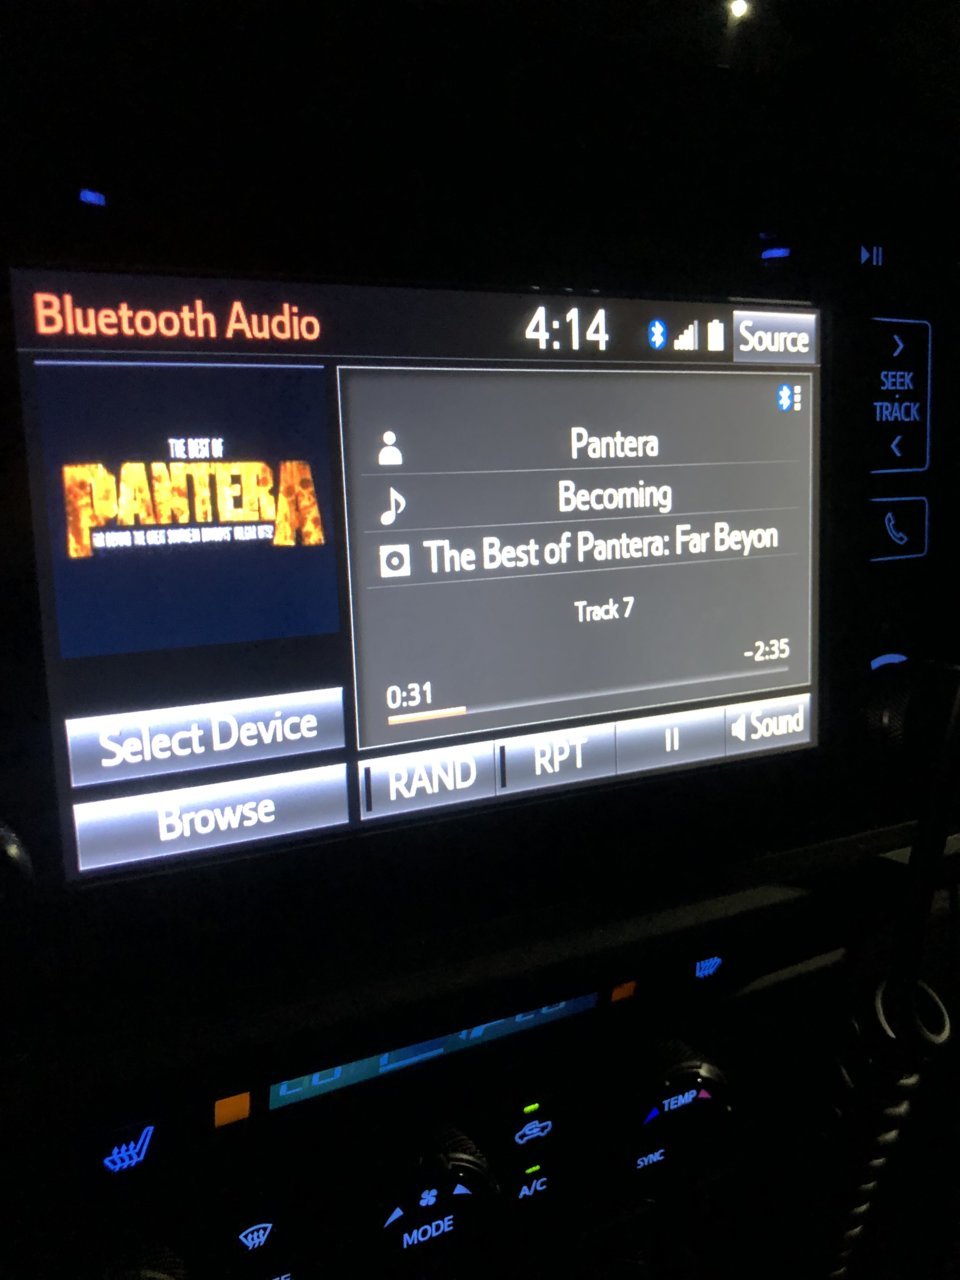 Bluetooth Audio
4:14
Source
SEEK
TRACK
THE BEST OF
PANTERA
Pantera
Becoming
The Best of Pantera: Far Beyon
Track 7
0:31
-2:35
Select Device
Browse
RAND
RPT
Sound
TEMP
SYNC
A/C
MODE